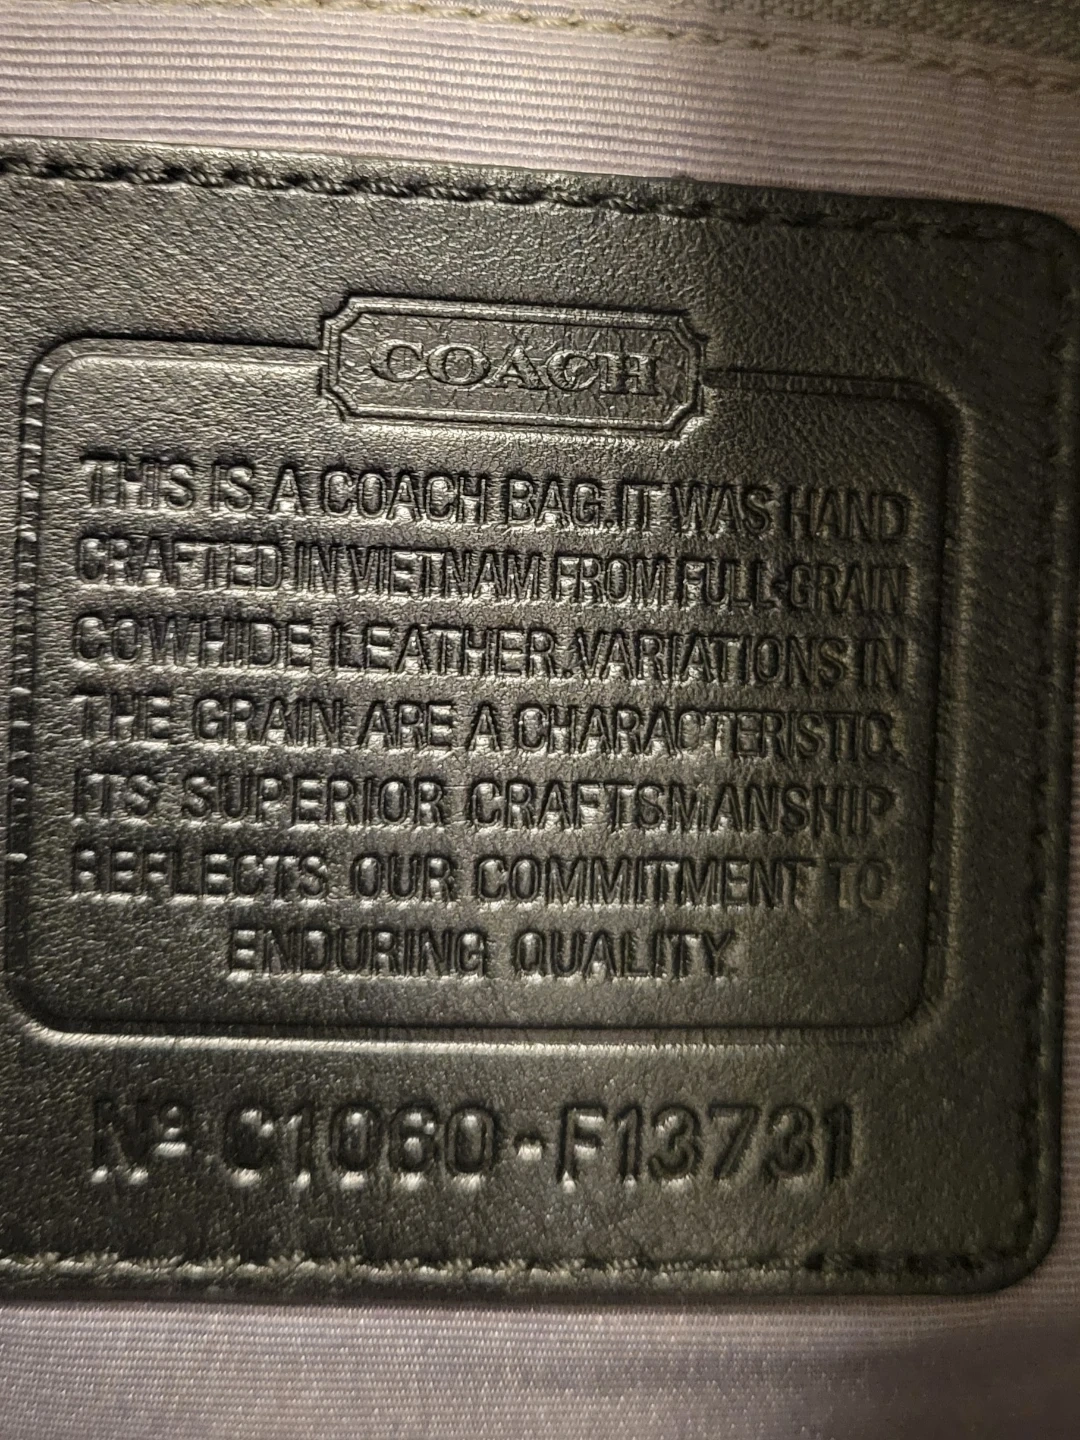 COACH
THIS IS A COACH BAG.IT WAS HAND
CRAFTED IN VIETNAM FROM FULL-GRAIN
COWHIDE LEATHER.VARIATIONS IN
THE GRAIN ARE A CHARACTERISTIC.
ITS SUPERIOR CRAFTSMANSHIP
REFLECTS OUR COMMITMENT TO
ENDURING QUALITY.
Nº C1060-F13731